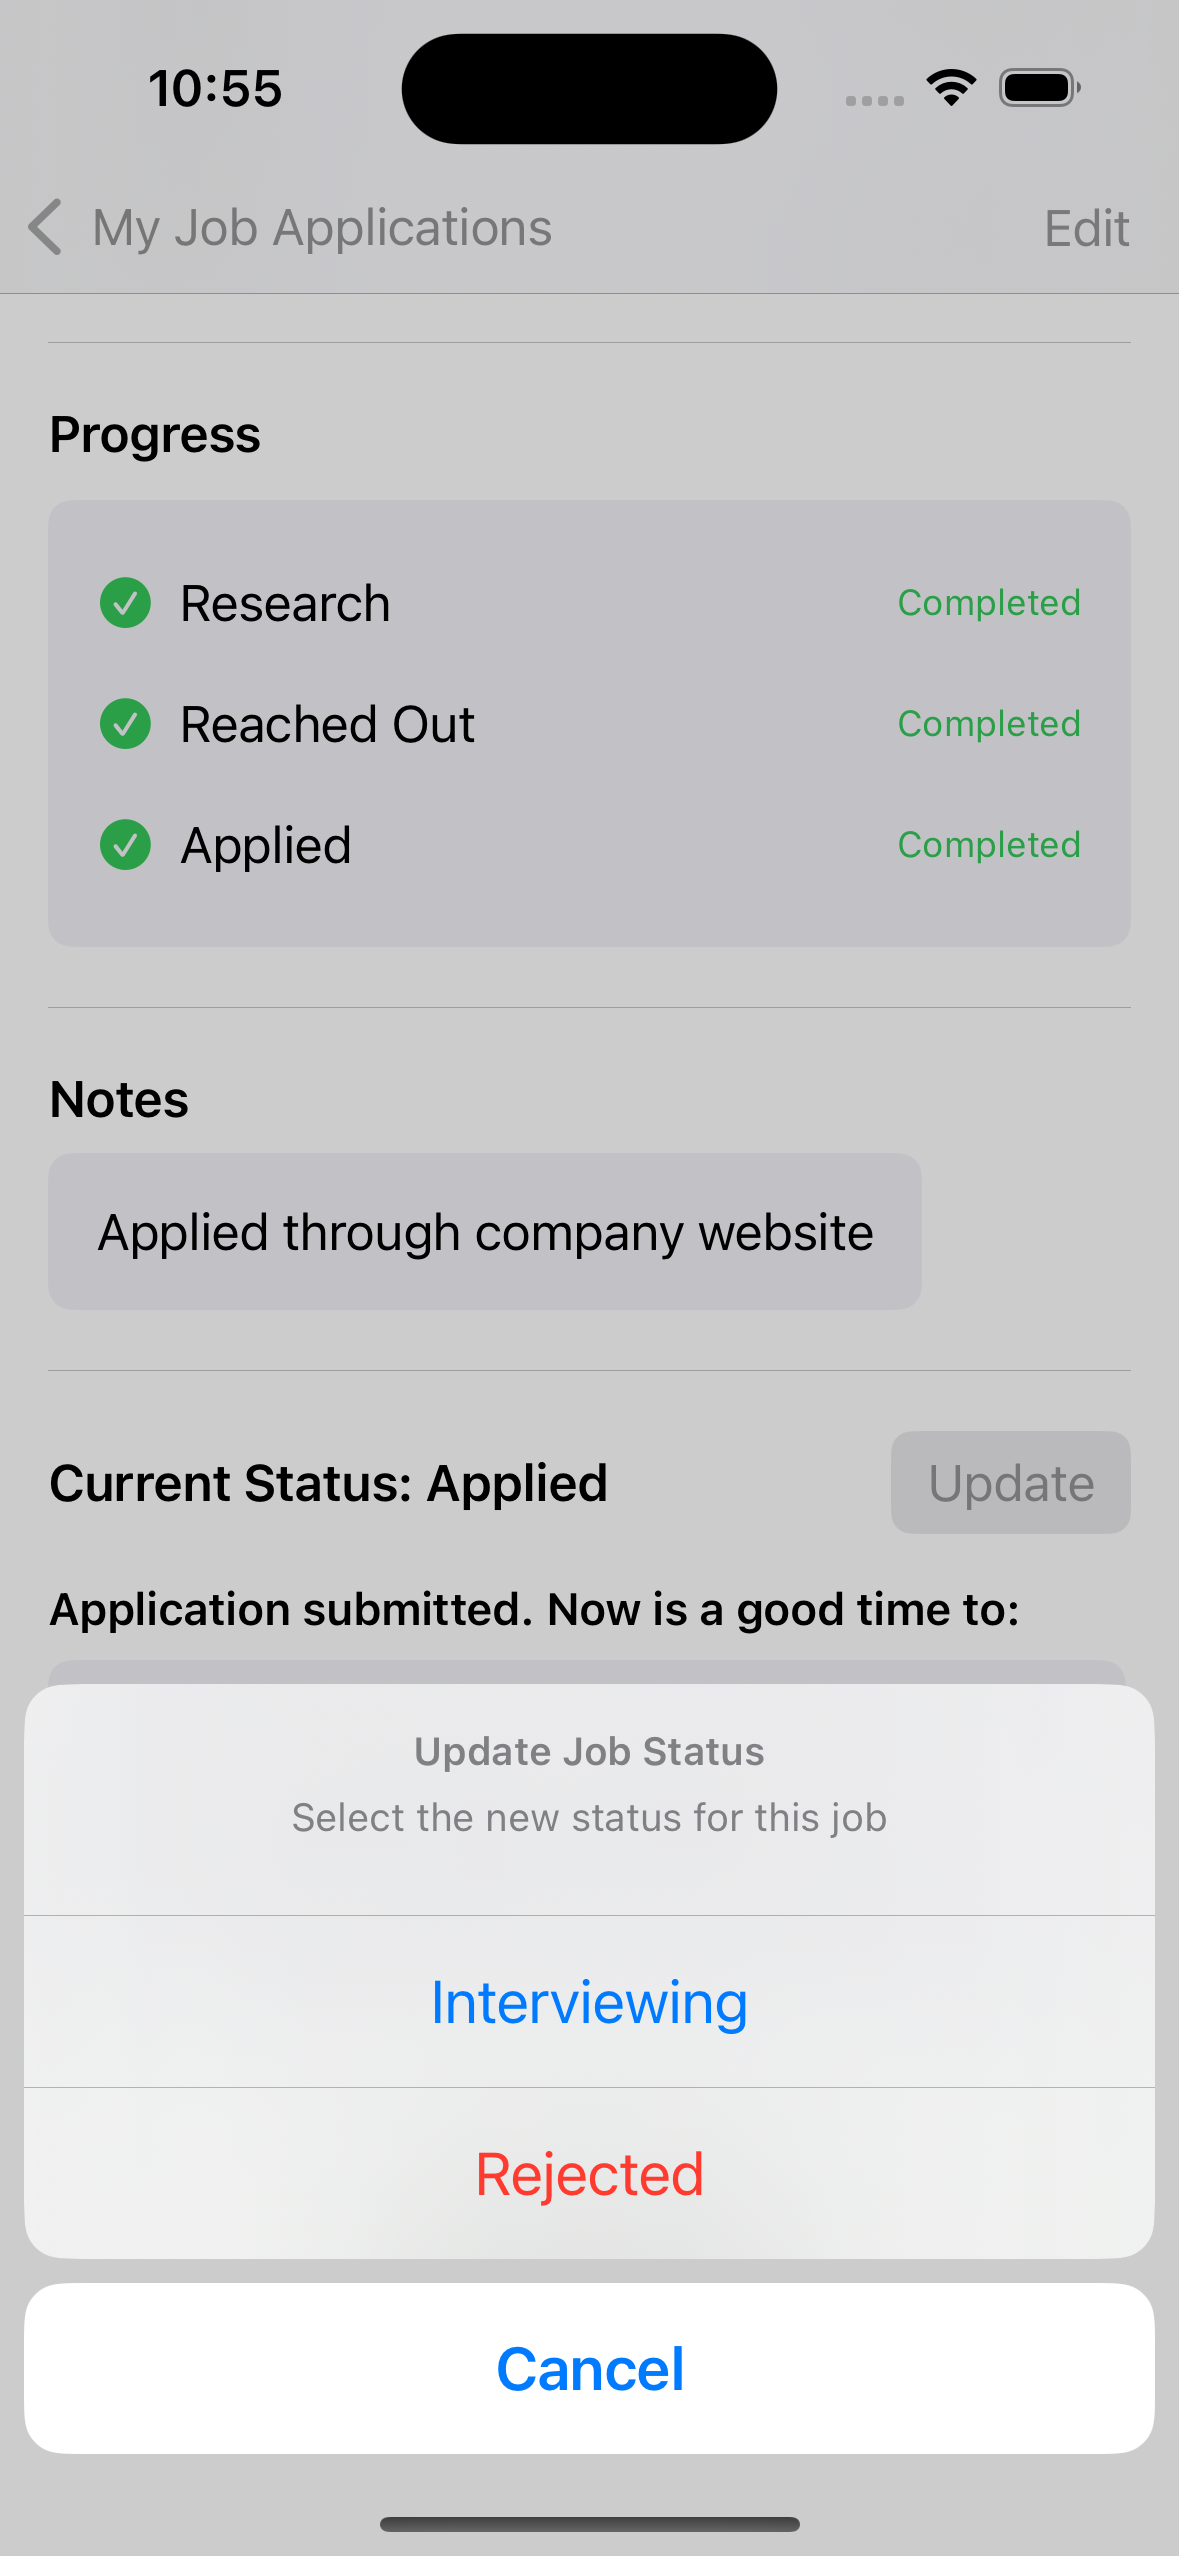 10:55
My Job Applications
Edit
Progress
Research
Completed
Reached Out
Completed
Applied
Completed
Notes
Applied through company website
Current Status: Applied
Update
Application submitted. Now is a good time to:
Update Job Status
Select the new status for this job
Interviewing
Rejected
Cancel